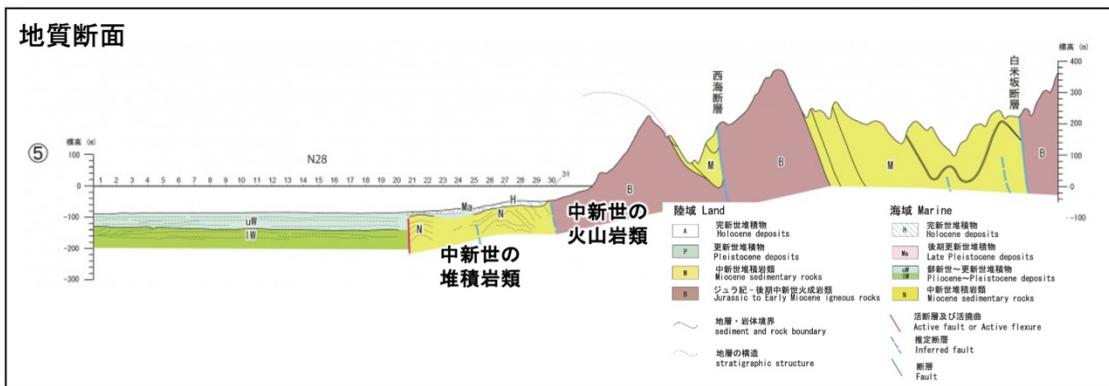 地質断面
⑤
標高 (m)
100
0
-100
-200
-300
N28
1 2 3 4 5 6 7 8 9 10 11 12 13 14 15 16 17 18 19 20 21 22 23 24 25 26 27 28 29 30 31
uW
lW
Ma
H
N
N
中新世の
堆積岩類
中新世の
火山岩類
B
M
西海断層
B
M
白米坂断層
B
標高 (m)
400
300
200
100
0
-100
陸域 Land
A 完新世堆積物
Holocene deposits
P 更新世堆積物
Pleistocene deposits
M 中新世堆積岩類
Miocene sedimentary rocks
B ジュラ紀～後期中新世火成岩類
Jurassic to Early Miocene igneous rocks
地層・岩体境界
sediment and rock boundary
地層の構造
stratigraphic structure
海域 Marine
H 完新世堆積物
Holocene deposits
Ma 後期更新世堆積物
Late Pleistocene deposits
uW
lW
鮮新世～更新世堆積物
Pliocene~Pleistocene deposits
N 中新世堆積岩類
Miocene sedimentary rocks
活断層及び活撓曲
Active fault or Active flexure
推定断層
Inferred fault
断層
Fault